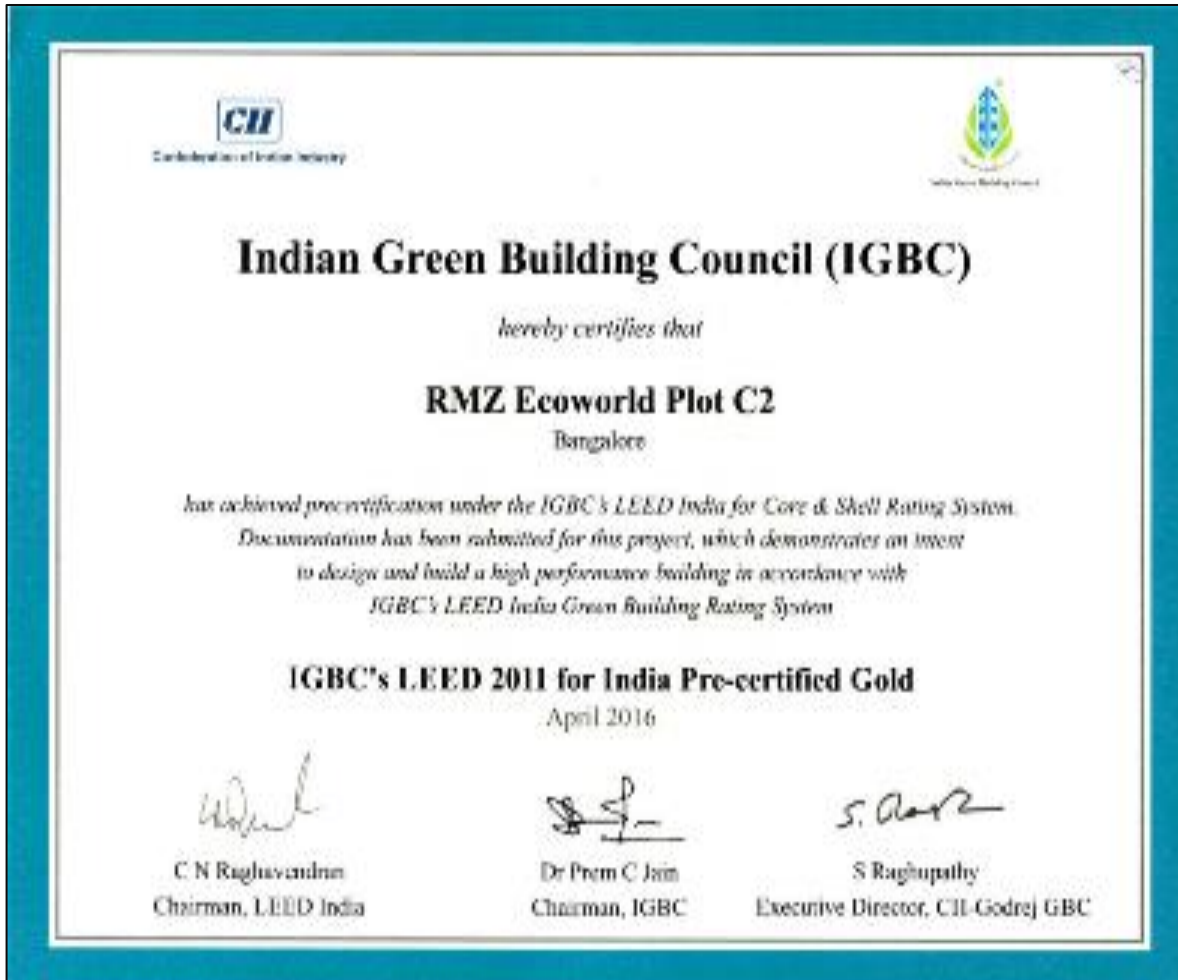 CII
Confederation of Indian Industry
Indian Green Building Council
Indian Green Building Council (IGBC)
hereby certifies that
RMZ Ecoworld Plot C2
Bangalore
has achieved precertification under the IGBC's LEED India for Core & Shell Rating System.
Documentation has been submitted for this project, which demonstrates an intent
to design and build a high performance building in accordance with
IGBC's LEED India Green Building Rating System
IGBC's LEED 2011 for India Pre-certified Gold
April 2016
C N Raghavendran
Dr Prem C Jain
S Raghupathy
Chairman, LEED India
Chairman, IGBC
Executive Director, CII-Godrej GBC